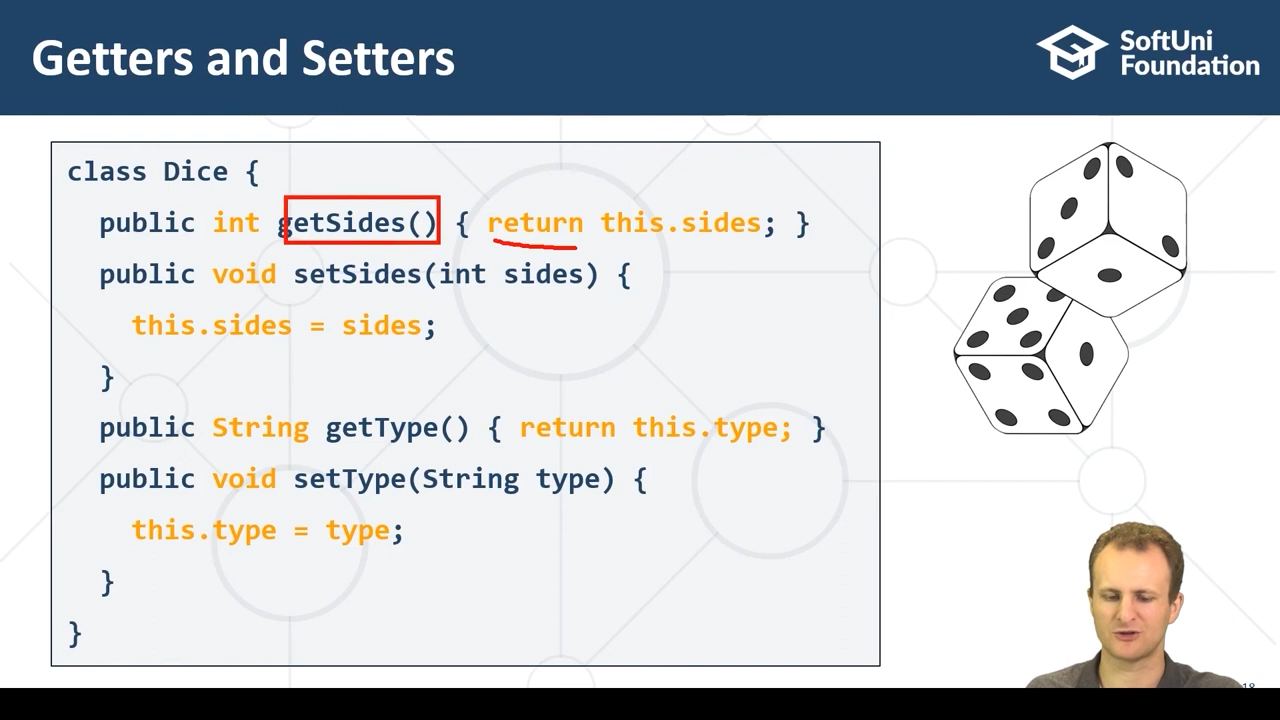 Getters and Setters
SoftUni
Foundation
class Dice {
public int getSides() { return this.sides; }
public void setSides(int sides) {
this.sides = sides;
}
public String getType() { return this.type; }
public void setType(String type) {
this.type = type;
}
}
18